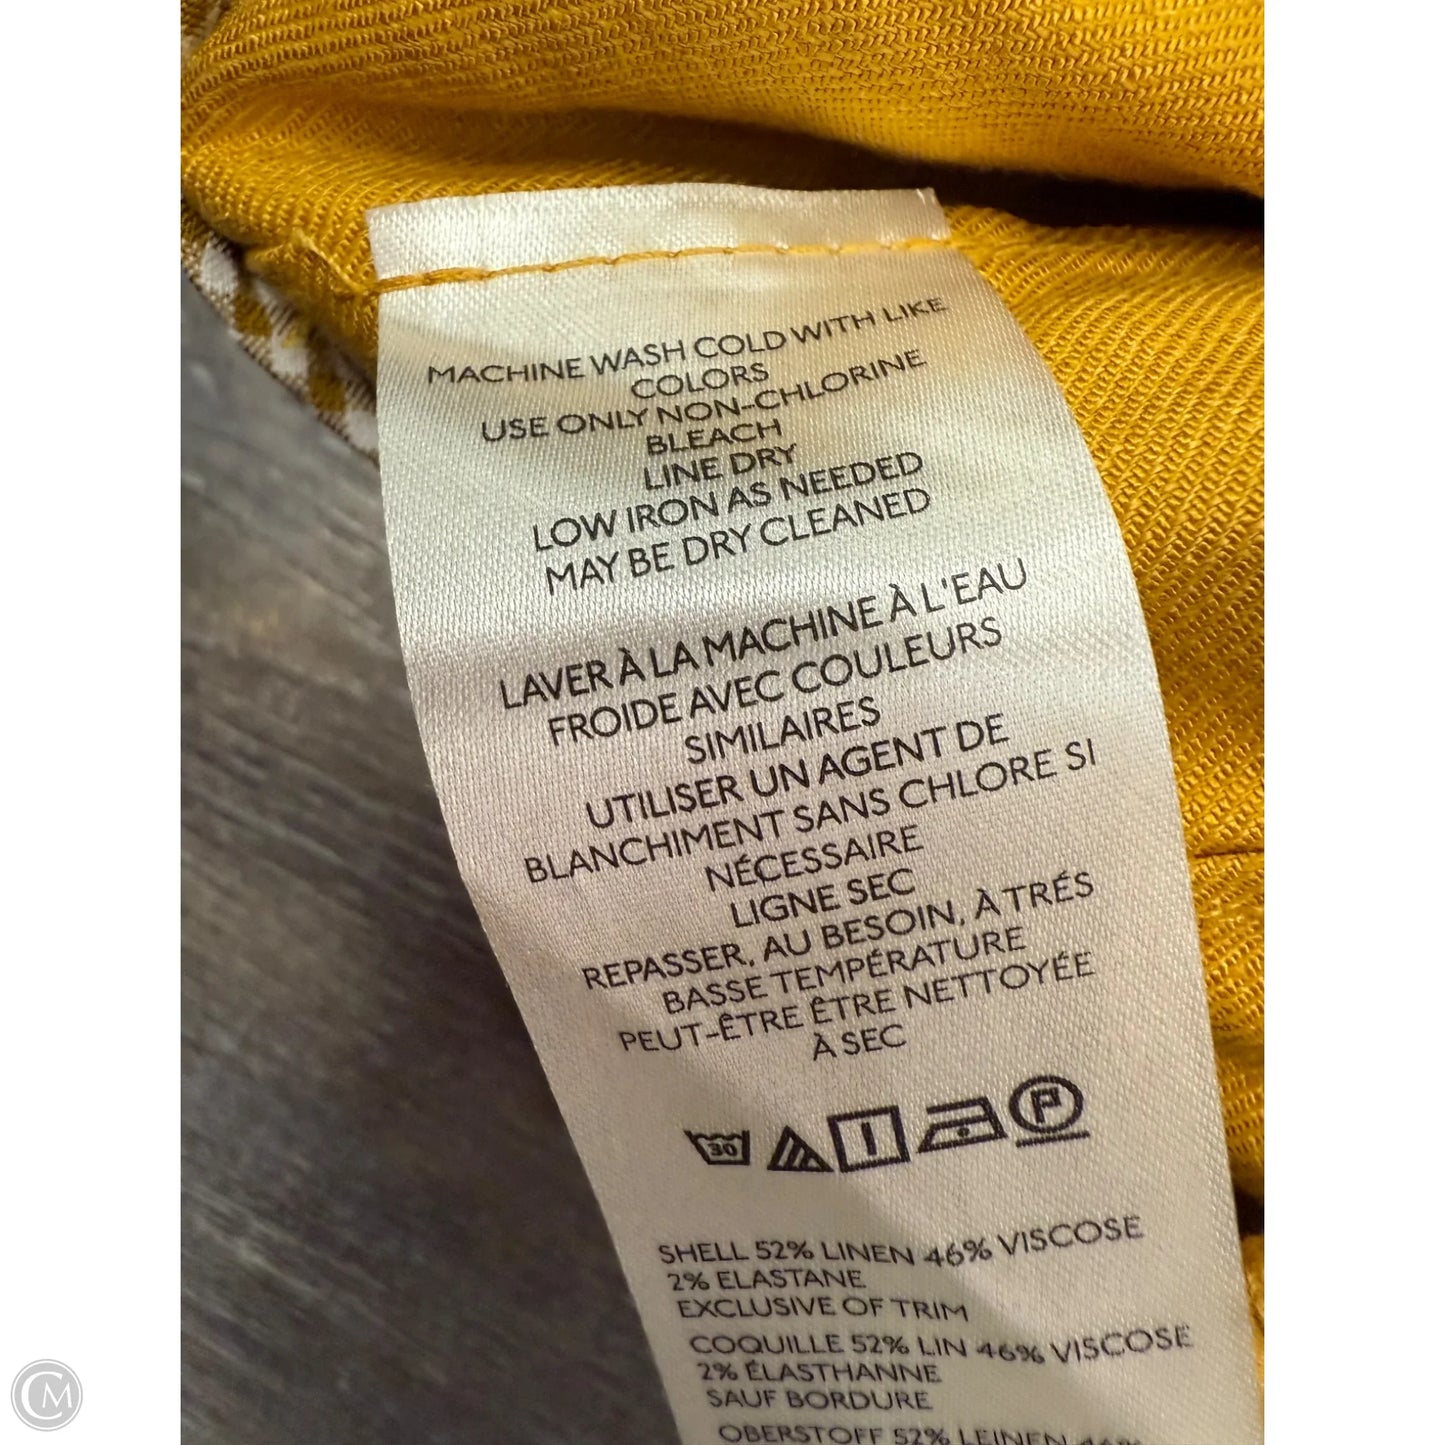 MACHINE WASH COLD WITH LIKE
COLORS
USE ONLY NON-CHLORINE
BLEACH
LINE DRY
LOW IRON AS NEEDED
MAY BE DRY CLEANED
LAVER À LA MACHINE À L'EAU
FROIDE AVEC COULEURS
SIMILAIRES
UTILISER UN AGENT DE
BLANCHIMENT SANS CHLORE SI
NÉCESSAIRE
LIGNE SEC
REPASSER, AU BESOIN, À TRÉS
BASSE TEMPÉRATURE
PEUT-ÊTRE ÊTRE NETTOYÉE
À SEC
30 P
SHELL 52% LINEN 46% VISCOSE
2% ELASTANE
EXCLUSIVE OF TRIM
COQUILLE 52% LIN 46% VISCOSE
2% ÉLASTHANNE
SAUF BORDURE
OBERSTOFF 52% LEINEN 46%
CM